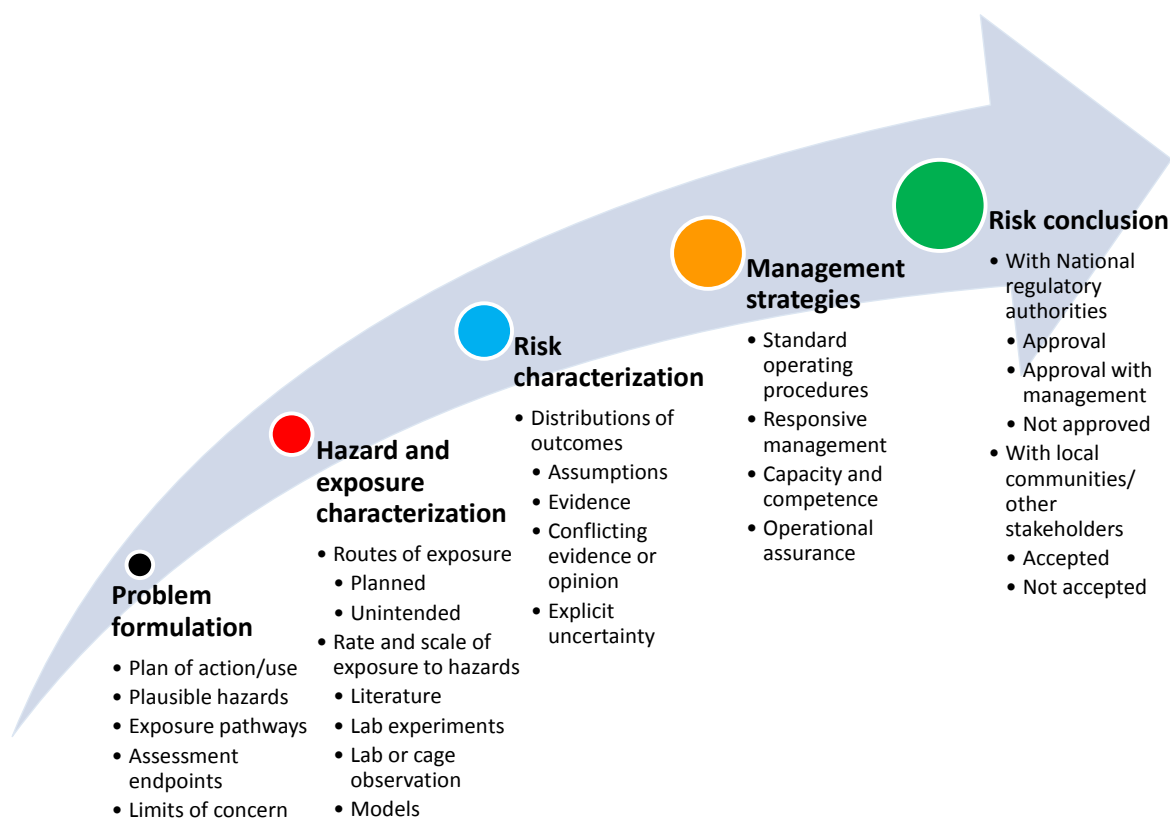 Problem
formulation
• Plan of action/use
• Plausible hazards
• Exposure pathways
• Assessment
endpoints
• Limits of concern
Hazard and
exposure
characterization
• Routes of exposure
• Planned
• Unintended
• Rate and scale of
exposure to hazards
• Literature
• Lab experiments
• Lab or cage
observation
• Models
Risk
characterization
• Distributions of
outcomes
• Assumptions
• Evidence
• Conflicting
evidence or
opinion
• Explicit
uncertainty
Management
strategies
• Standard
operating
procedures
• Responsive
management
• Capacity and
competence
• Operational
assurance
Risk conclusion
• With National
regulatory
authorities
• Approval
• Approval with
management
• Not approved
• With local
communities/
other
stakeholders
• Accepted
• Not accepted